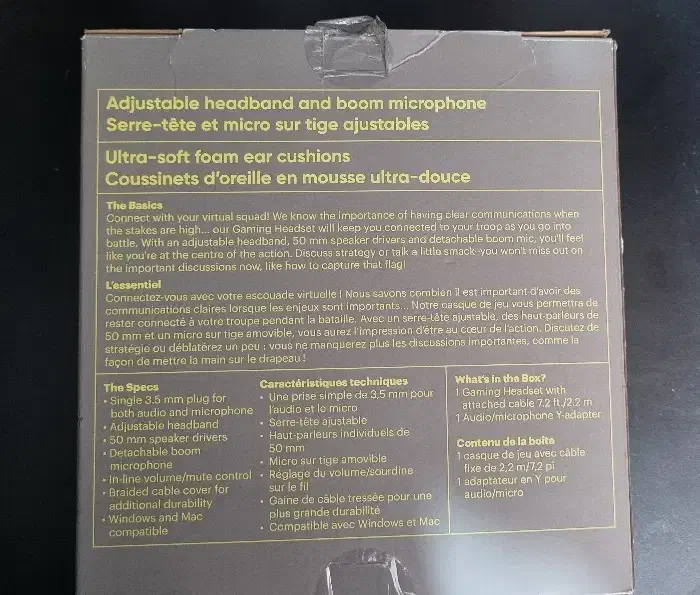 Adjustable headband and boom microphone
Serre-tête et micro sur tige ajustables
Ultra-soft foam ear cushions
Coussinets d'oreille en mousse ultra-douce
The Basics
Connect with your virtual squad! We know the importance of having clear communications when
the stakes are high... our Gaming Headset will keep you connected to your troop as you go into
battle. With an adjustable headband, 50 mm speaker drivers and detachable boom mic, you'll feel
like you're at the centre of the action. Discuss strategy or talk a little smack-you won't miss out on
the important discussions now, like how to capture that flag!
L'essentiel
Connectez-vous avec votre escouade virtuelle ! Nous savons combien il est important d'avoir des
communications claires lorsque les enjeux sont importants... Notre casque de jeu vous permettra de
rester connecté à votre troupe pendant la bataille. Avec un serre-tête ajustable, des haut-parleurs de
50 mm et un micro sur tige amovible, vous aurez l'impression d'être au cœur de l'action. Discutez de
stratégie ou déblatérez un peu : vous ne manquerez plus les discussions importantes, comme la
façon de mettre la main sur le drapeau !
The Specs
• Single 3.5 mm plug for
both audio and microphone
• Adjustable headband
• 50 mm speaker drivers
• Detachable boom
microphone
• In-line volume/mute control
• Braided cable cover for
additional durability
• Windows and Mac
compatible
Caractéristiques techniques
• Une prise simple de 3,5 mm pour
l'audio et le micro
• Serre-tête ajustable
• Haut-parleurs individuels de
50 mm
• Micro sur tige amovible
• Réglage du volume/sourdine
sur le fil
• Gaine de câble tressée pour une
plus grande durabilité
• Compatible avec Windows et Mac
What's in the Box?
1 Gaming Headset with
attached cable 7.2 ft./2.2 m
1 Audio/microphone Y-adapter
Contenu de la boîte
1 casque de jeu avec câble
fixe de 2,2 m/7,2 pi
1 adaptateur en Y pour
audio/micro